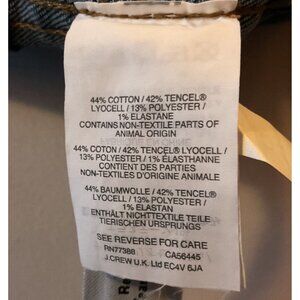 44% COTTON / 42% TENCEL®
LYOCELL / 13% POLYESTER /
1% ELASTANE
CONTAINS NON-TEXTILE PARTS OF
ANIMAL ORIGIN
44% COTON / 42% TENCEL® LYOCELL /
13% POLYESTER / 1% ÉLASTHANNE
CONTIENT DES PARTIES
NON-TEXTILES D'ORIGINE ANIMALE
44% BAUMWOLLE / 42% TENCEL®
LYOCELL / 13% POLYESTER /
1% ELASTAN
ENTHÄLT NICHTTEXTILE TEILE
TIERISCHEN URSPRUNGS
SEE REVERSE FOR CARE
RN77388 CA56445
J.CREW U.K. Ltd EC4V 6JA